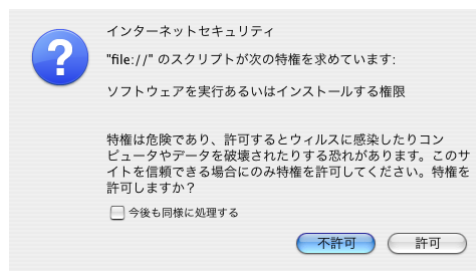 インターネットセキュリティ
"file://" のスクリプトが次の特権を求めています:
ソフトウェアを実行あるいはインストールする権限
特権は危険であり、許可するとウィルスに感染したりコン
ピュータやデータを破壊されたりする恐れがあります。このサ
イトを信頼できる場合にのみ特権を許可してください。特権を
許可しますか？
今後も同様に処理する
不許可 許可